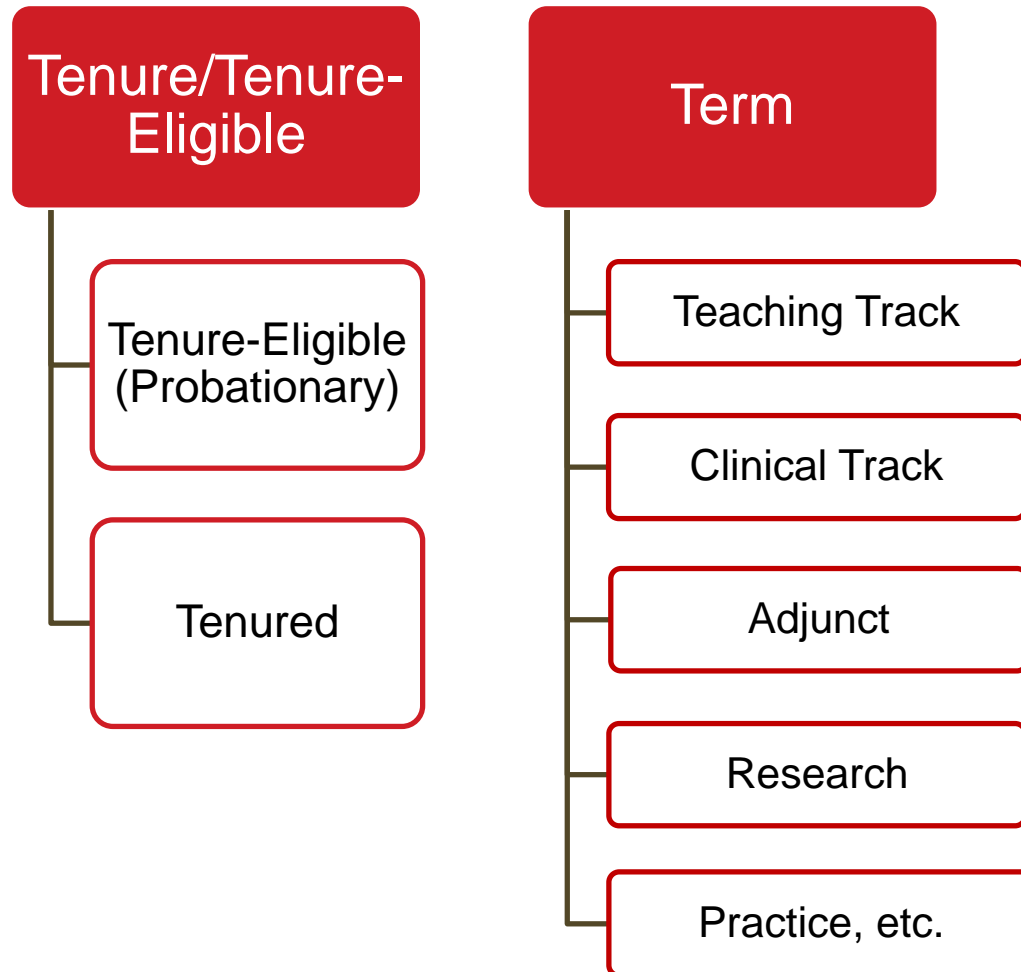 Tenure/Tenure-
Eligible
Tenure-Eligible
(Probationary)
Tenured
Term
Teaching Track
Clinical Track
Adjunct
Research
Practice, etc.